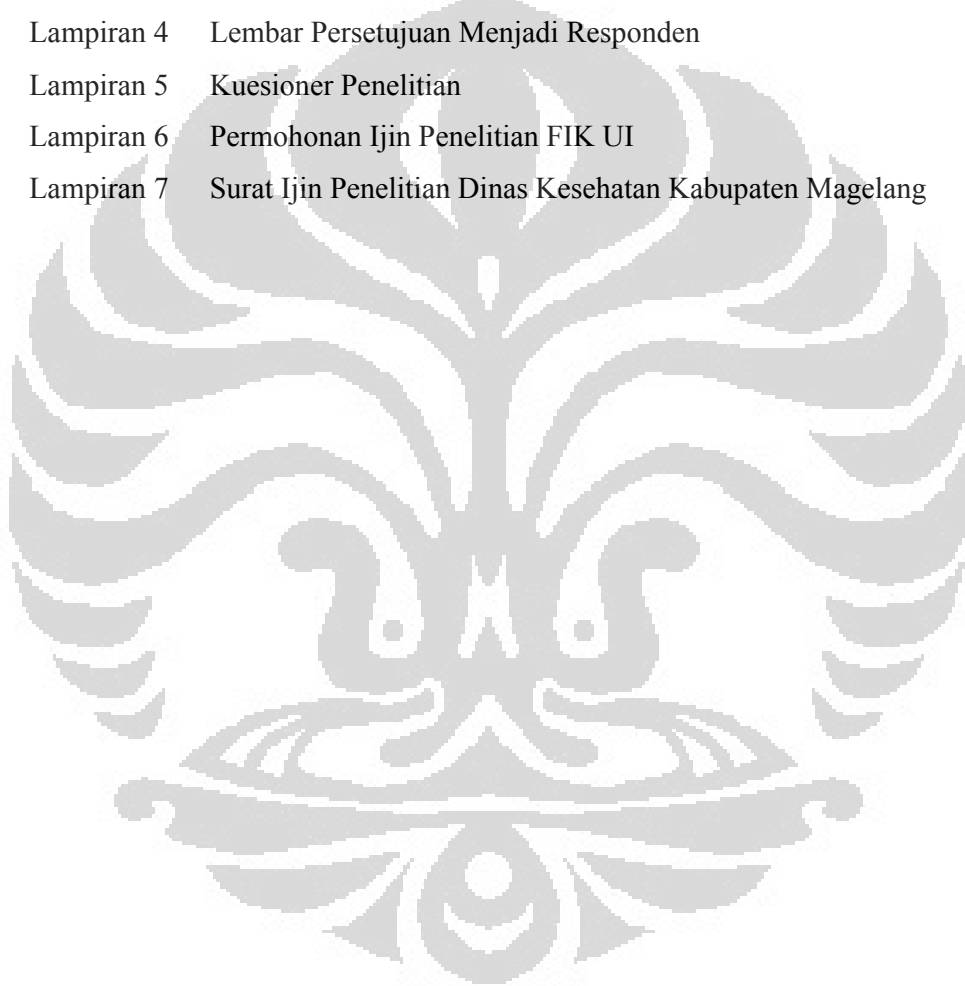 Lampiran 4 Lembar Persetujuan Menjadi Responden
Lampiran 5 Kuesioner Penelitian
Lampiran 6 Permohonan Ijin Penelitian FIK UI
Lampiran 7 Surat Ijin Penelitian Dinas Kesehatan Kabupaten Magelang